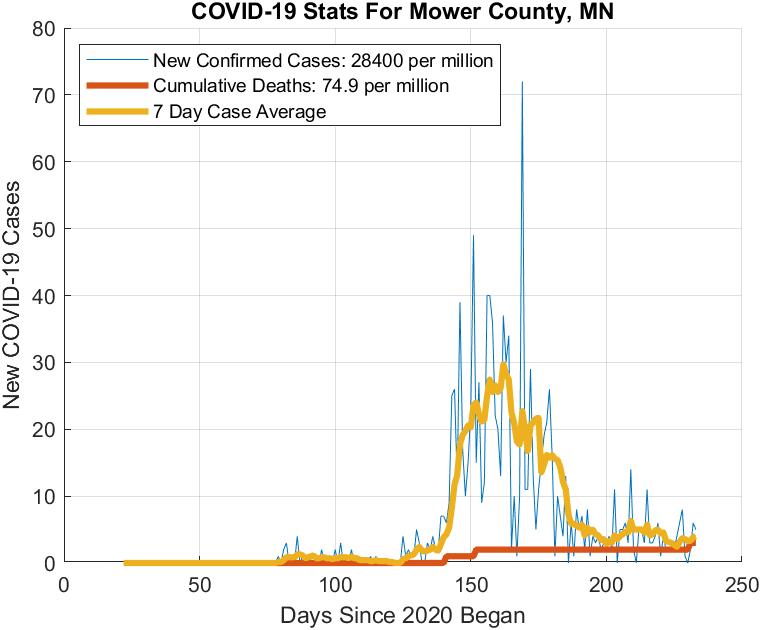 COVID-19 Stats For Mower County, MN
New Confirmed Cases: 28400 per million
Cumulative Deaths: 74.9 per million
7 Day Case Average
New COVID-19 Cases
80
70
60
50
40
30
20
10
0
0 50 100 150 200 250
Days Since 2020 Began